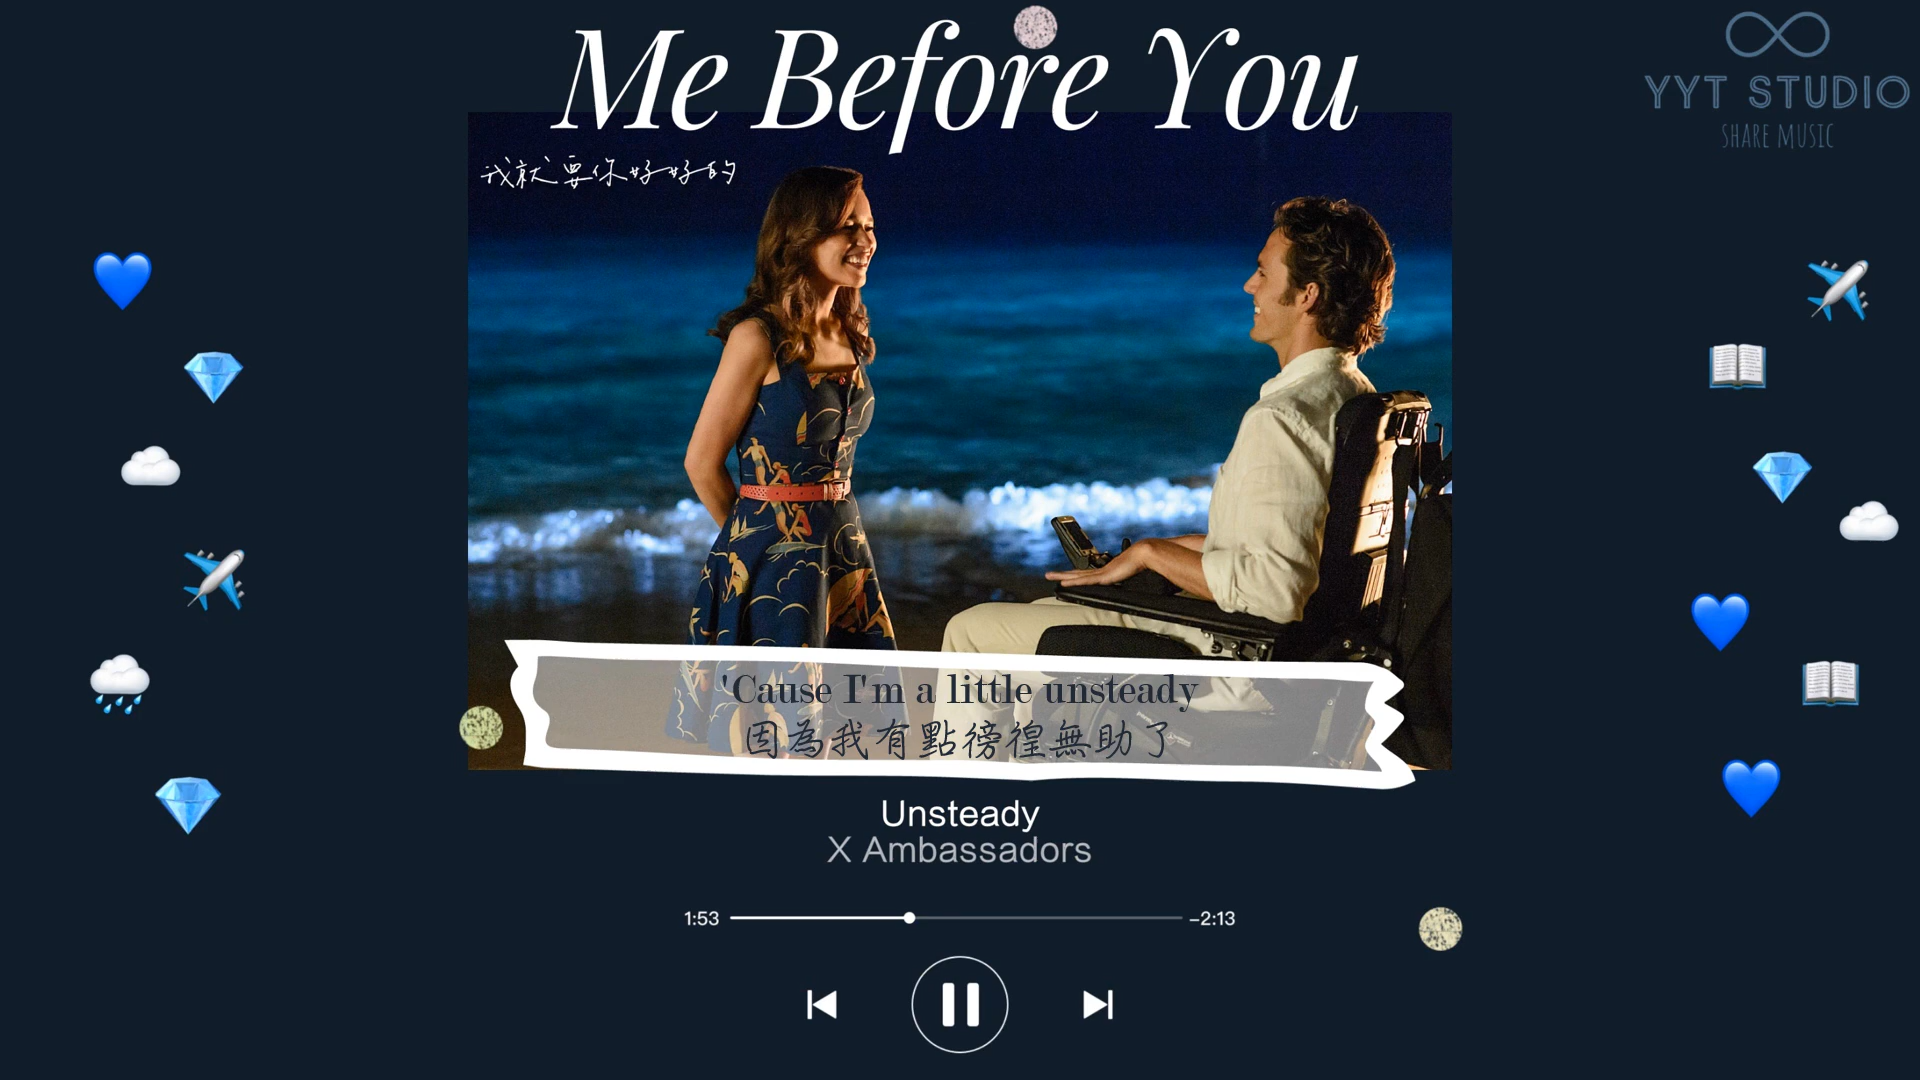 Me Before You
YYT STUDIO
SHARE MUSIC
我就要你好好的
'Cause I'm a little unsteady
因為我有點徬徨無助了
Unsteady
X Ambassadors
1:53
−2:13